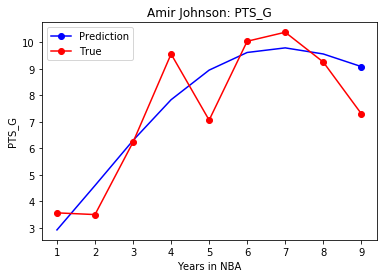 Amir Johnson: PTS_G
Prediction
True
PTS_G
10
9
8
7
6
5
4
3
1 2 3 4 5 6 7 8 9
Years in NBA